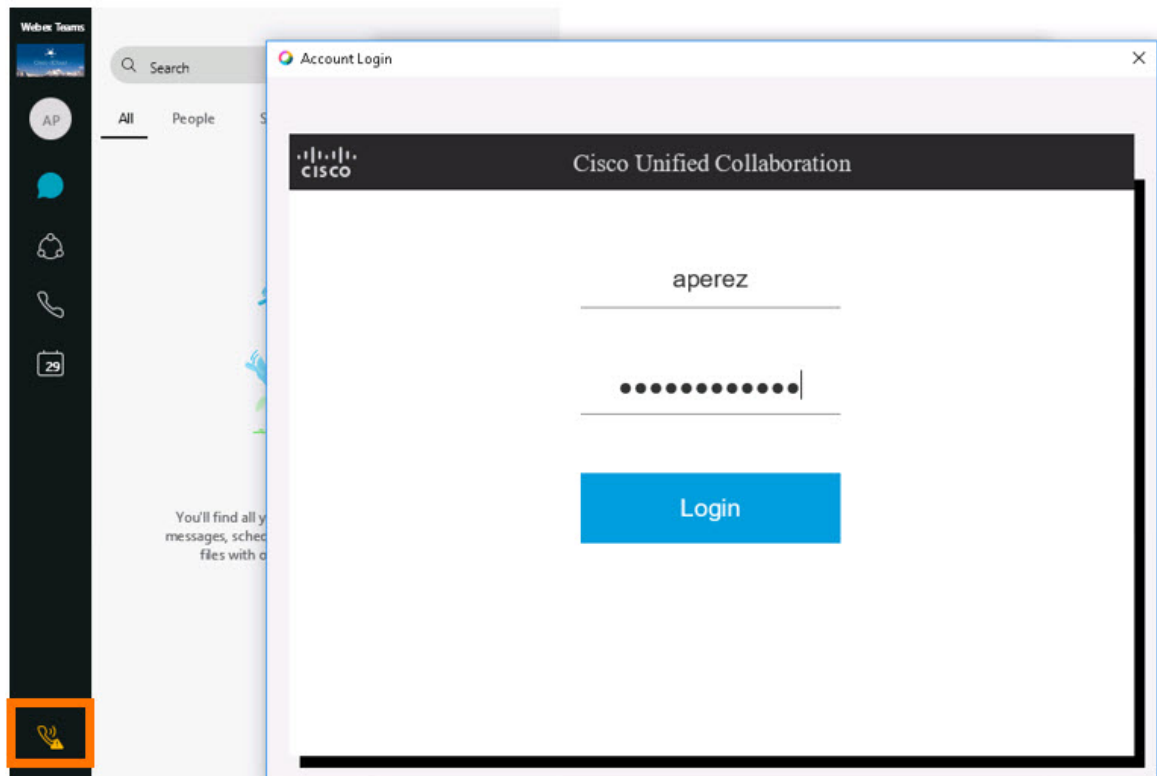 Webex Teams
AP
29
Search
All People S
You'll find all y
messages, sched
files with o
Account Login
CISCO
Cisco Unified Collaboration
aperez
●●●●●●●●●●●●
Login